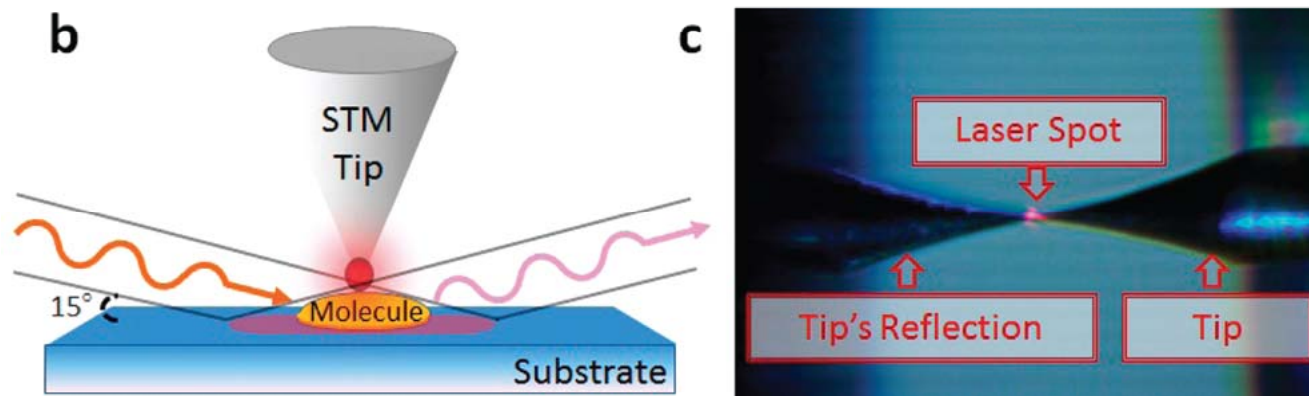 b
STM
Tip
15°
Molecule
Substrate
c
Laser Spot
Tip's Reflection
Tip